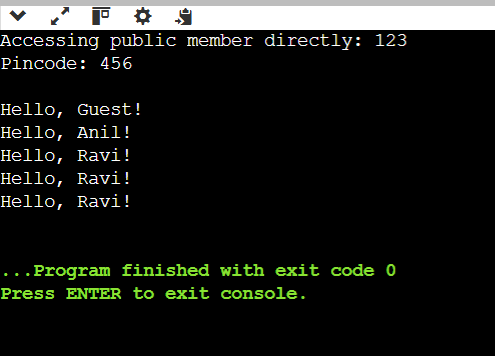 Accessing public member directly: 123
Pincode: 456
Hello, Guest!
Hello, Anil!
Hello, Ravi!
Hello, Ravi!
Hello, Ravi!
...Program finished with exit code 0
Press ENTER to exit console.